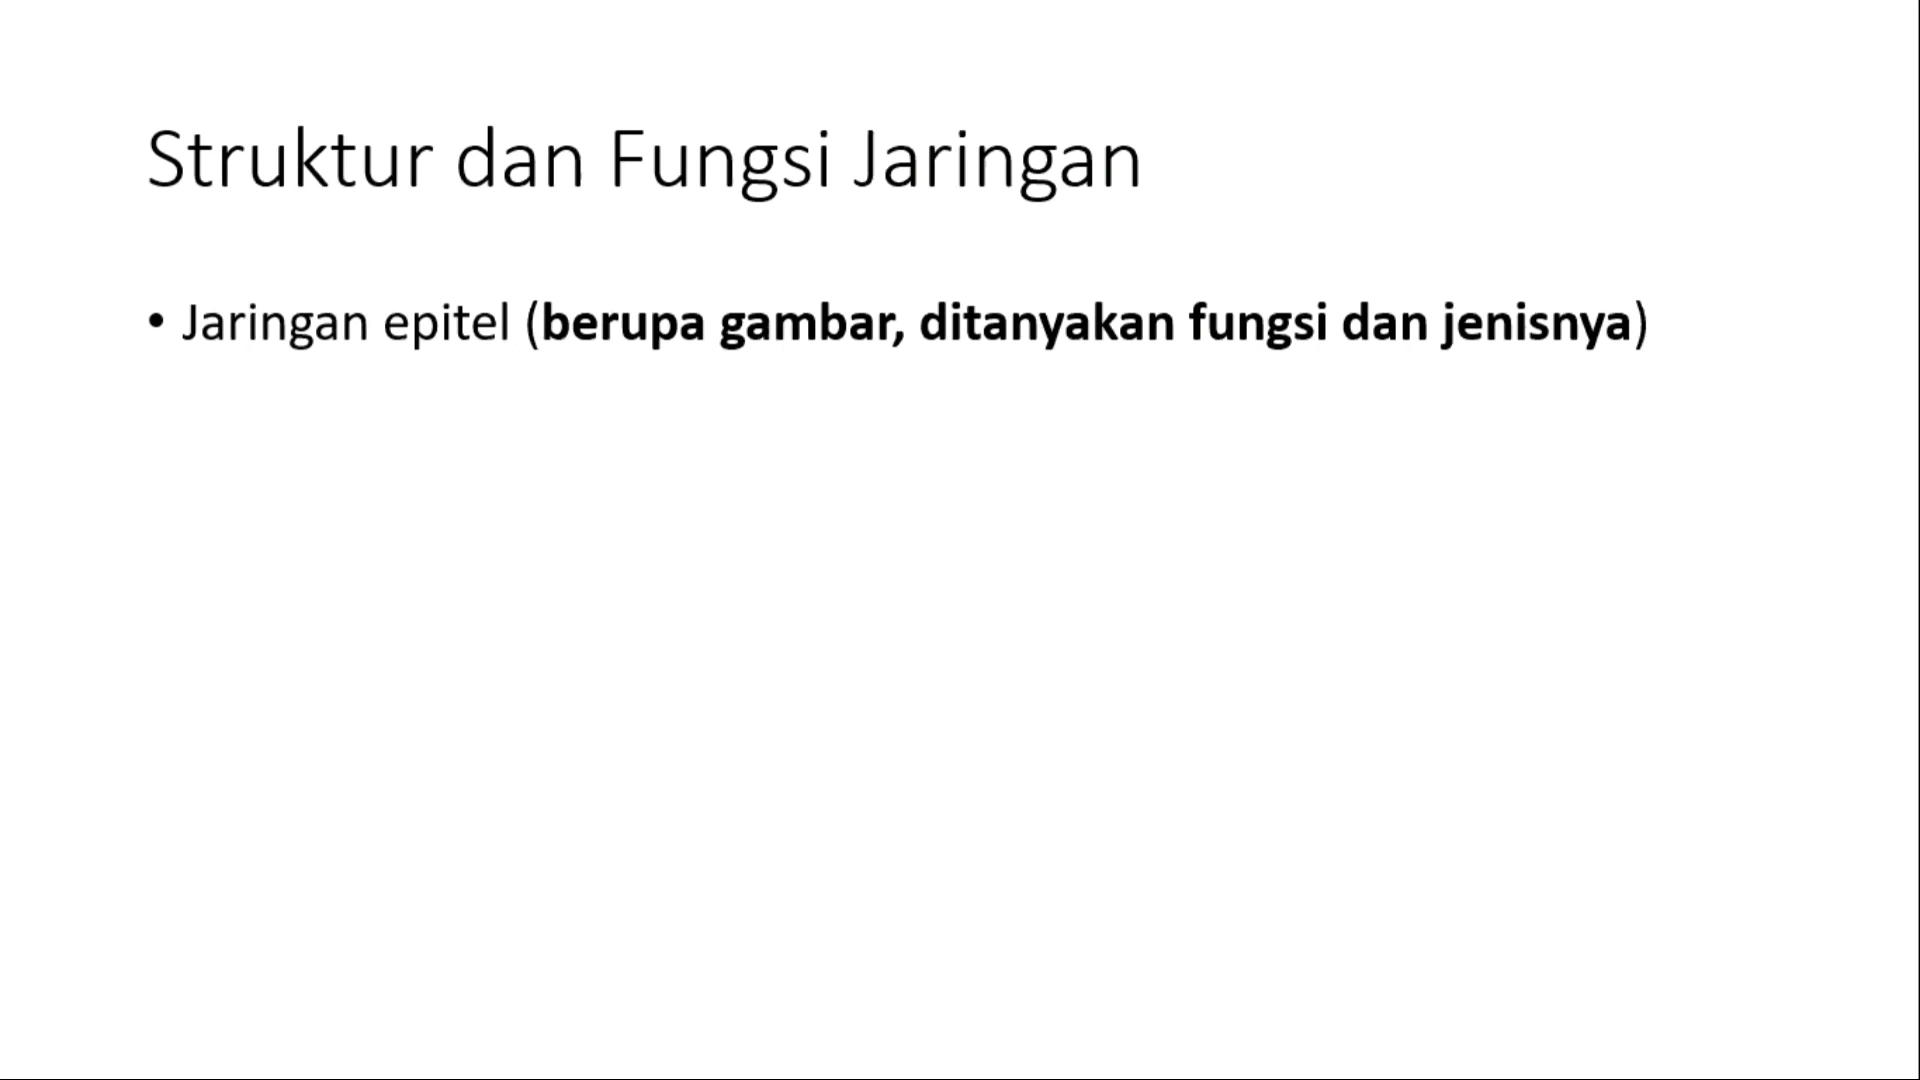 Struktur dan Fungsi Jaringan
• Jaringan epitel (berupa gambar, ditanyakan fungsi dan jenisnya)